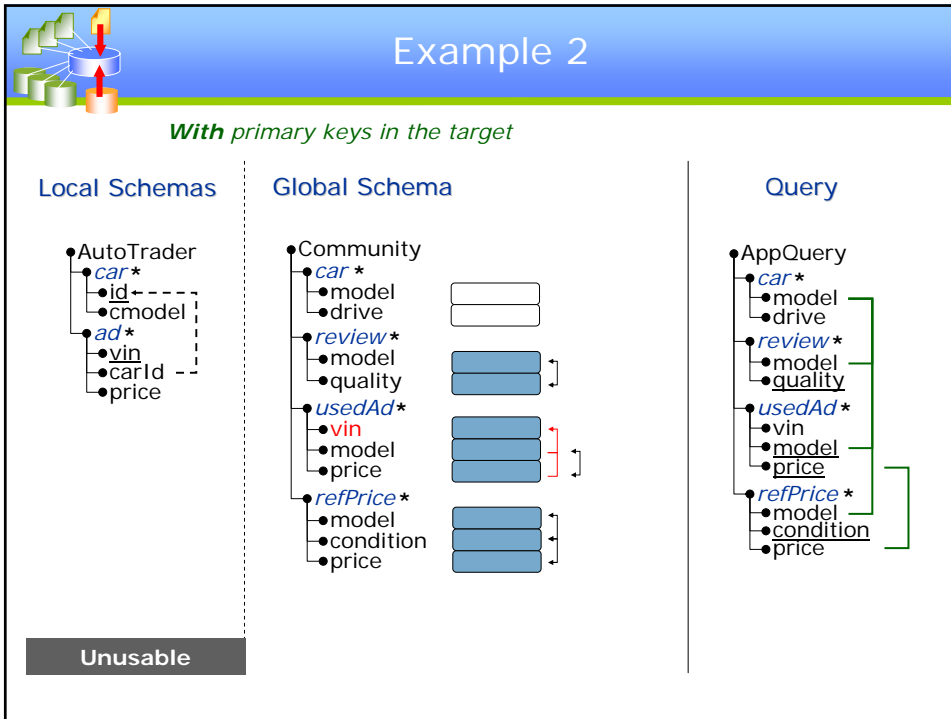 Example 2
With primary keys in the target
Local Schemas
AutoTrader
car *
id
cmodel
ad *
vin
carId
price
Unusable
Global Schema
Community
car *
model
drive
review *
model
quality
usedAd *
vin
model
price
refPrice *
model
condition
price
Query
AppQuery
car *
model
drive
review *
model
quality
usedAd *
vin
model
price
refPrice *
model
condition
price